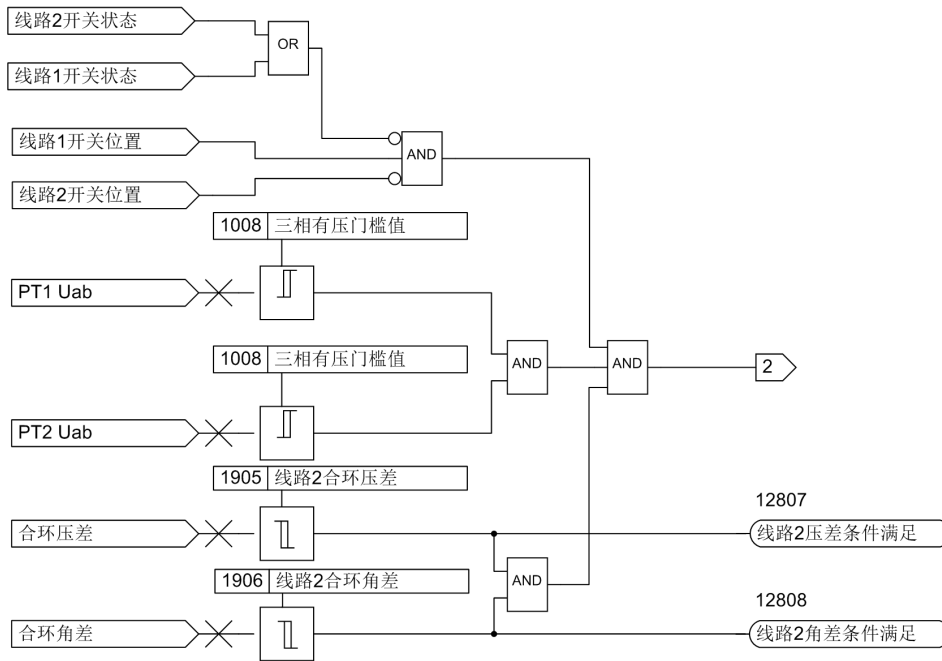 线路2开关状态
OR
线路1开关状态
线路1开关位置
AND
线路2开关位置
1008 三相有压门槛值
PT1 Uab
1008 三相有压门槛值
AND
AND
2
PT2 Uab
1905 线路2合环压差
12807
合环压差
线路2压差条件满足
1906 线路2合环角差
AND
12808
合环角差
线路2角差条件满足